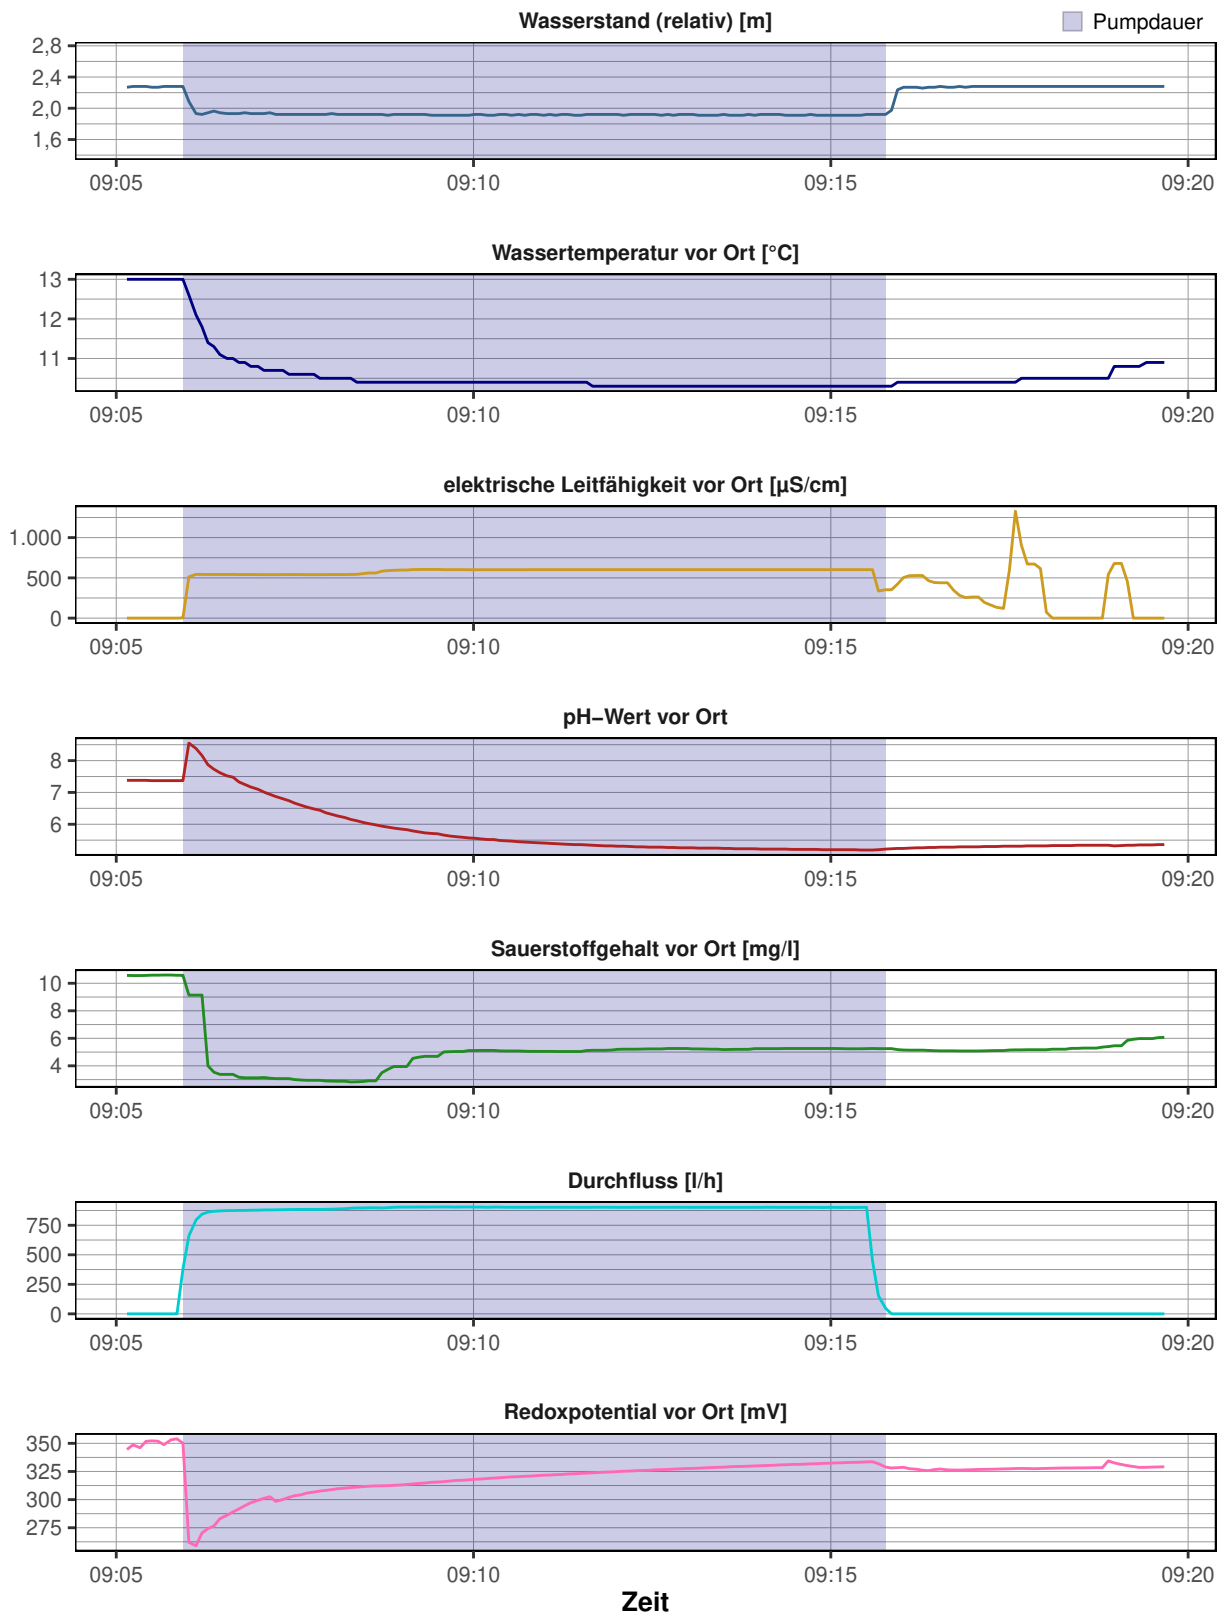 Wasserstand (relativ) [m]
Pumpdauer
2,8
2,4
2,0
1,6
09:05 09:10 09:15 09:20
Wassertemperatur vor Ort [°C]
13
12
11
09:05 09:10 09:15 09:20
elektrische Leitfähigkeit vor Ort [µS/cm]
1.000
500
0
09:05 09:10 09:15 09:20
pH−Wert vor Ort
8
7
6
09:05 09:10 09:15 09:20
Sauerstoffgehalt vor Ort [mg/l]
10
8
6
4
09:05 09:10 09:15 09:20
Durchfluss [l/h]
750
500
250
0
09:05 09:10 09:15 09:20
Redoxpotential vor Ort [mV]
350
325
300
275
09:05 09:10 09:15 09:20
Zeit